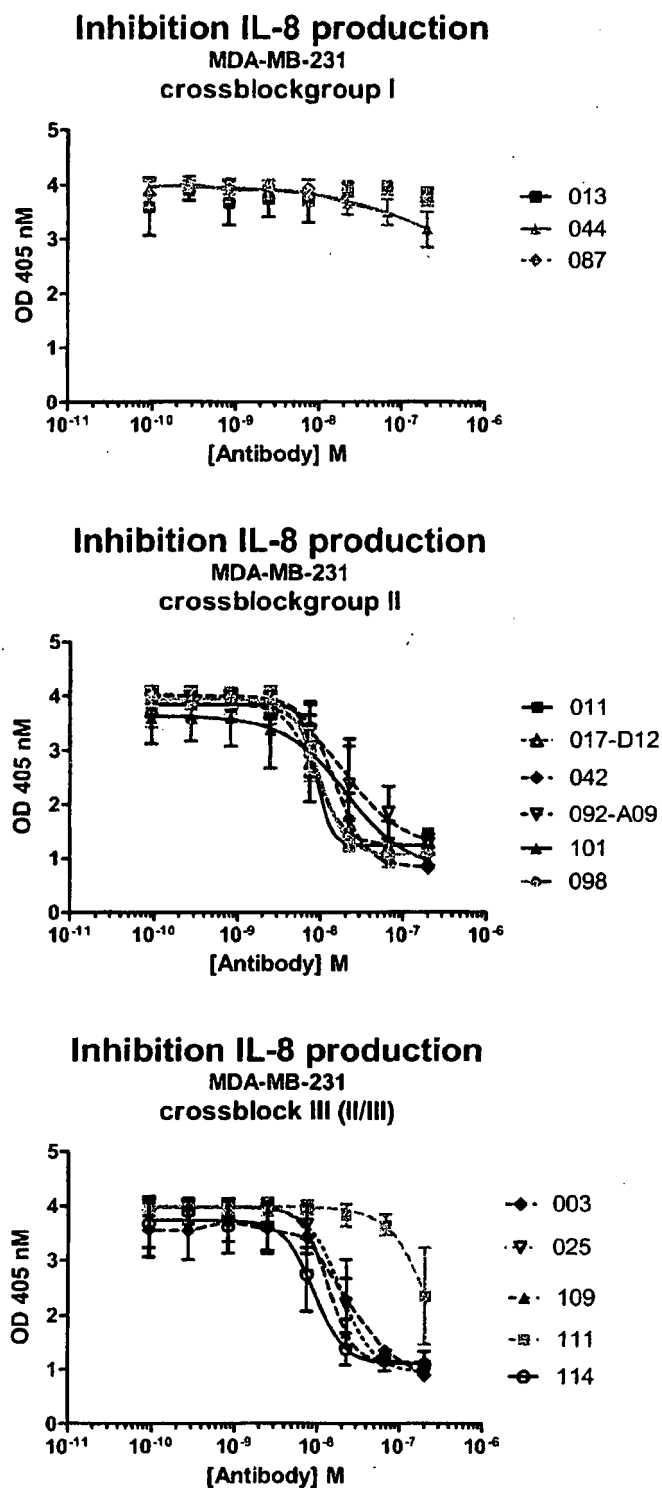 Inhibition IL-8 production
MDA-MB-231
crossblockgroup I
5
4
3
2
1
0
OD 405 nM
10-11
10-10
10-9
10-8
10-7
10-6
[Antibody] M
013
044
087
Inhibition IL-8 production
MDA-MB-231
crossblockgroup II
5
4
3
2
1
0
OD 405 nM
10-11
10-10
10-9
10-8
10-7
10-6
[Antibody] M
011
017-D12
042
092-A09
101
098
Inhibition IL-8 production
MDA-MB-231
crossblock III (II/III)
5
4
3
2
1
0
OD 405 nM
10-11
10-10
10-9
10-8
10-7
10-6
[Antibody] M
003
025
109
111
114